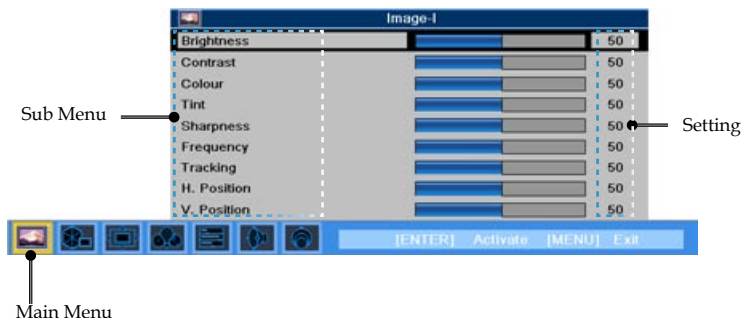 Image-I
Brightness 50
Contrast 50
Colour 50
Tint 50
Sub Menu
Sharpness 50
Setting
Frequency 50
Tracking 50
H. Position 50
V. Position 50
[ENTER] Activate [MENU] Exit
Main Menu